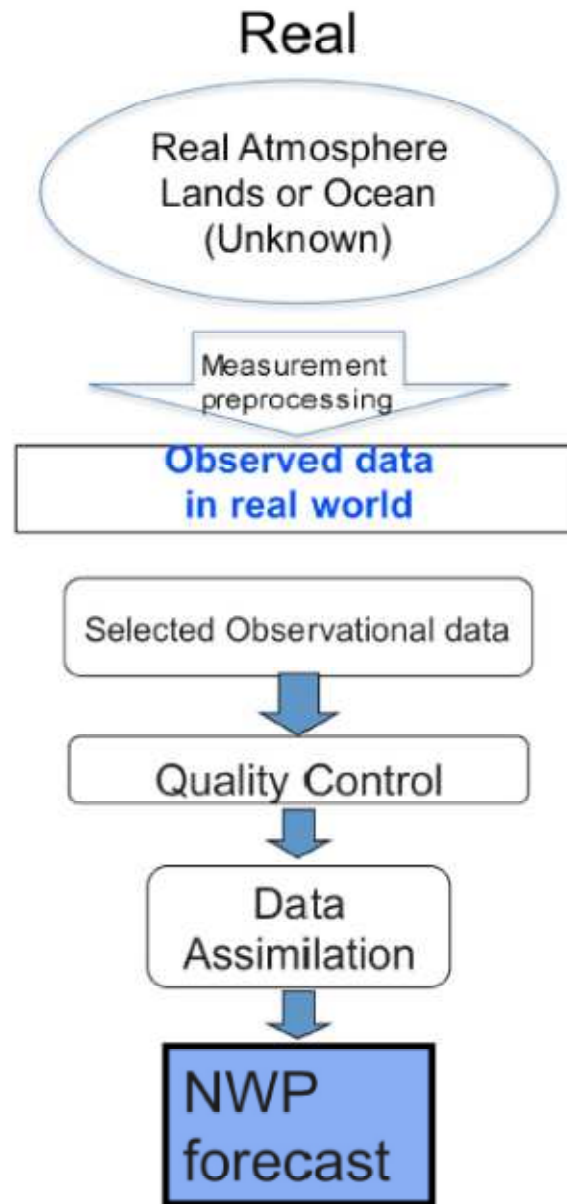 Real
Real Atmosphere
Lands or Ocean
(Unknown)
Measurement
preprocessing
Observed data
in real world
Selected Observational data
Quality Control
Data
Assimilation
NWP
forecast